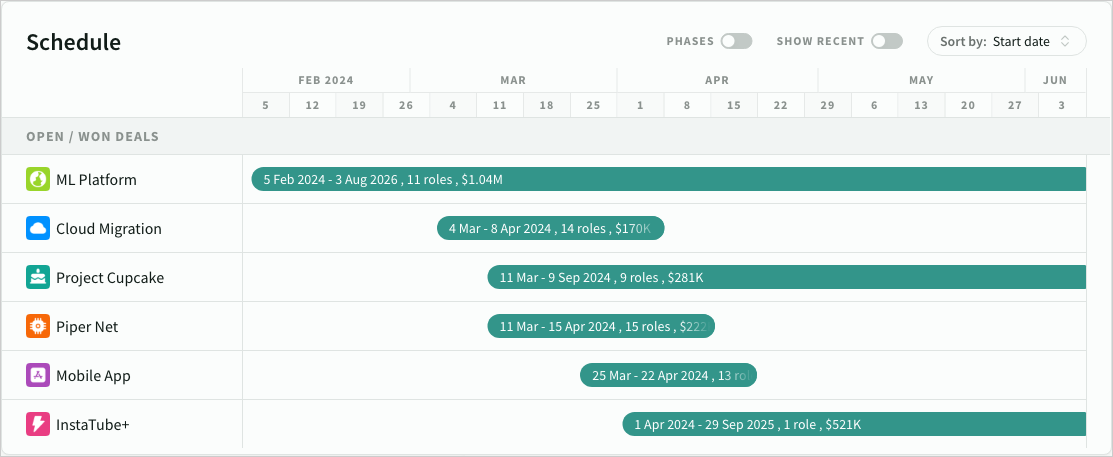 Schedule
PHASES SHOW RECENT Sort by: Start date
FEB 2024 MAR APR MAY JUN
5 12 19 26 4 11 18 25 1 8 15 22 29 6 13 20 27 3
OPEN / WON DEALS
ML Platform 5 Feb 2024 - 3 Aug 2026 , 11 roles , $1.04M
Cloud Migration 4 Mar - 8 Apr 2024 , 14 roles , $170K
Project Cupcake 11 Mar - 9 Sep 2024 , 9 roles , $281K
Piper Net 11 Mar - 15 Apr 2024 , 15 roles , $222
Mobile App 25 Mar - 22 Apr 2024 , 13 ro
InstaTube+ 1 Apr 2024 - 29 Sep 2025 , 1 role , $521K